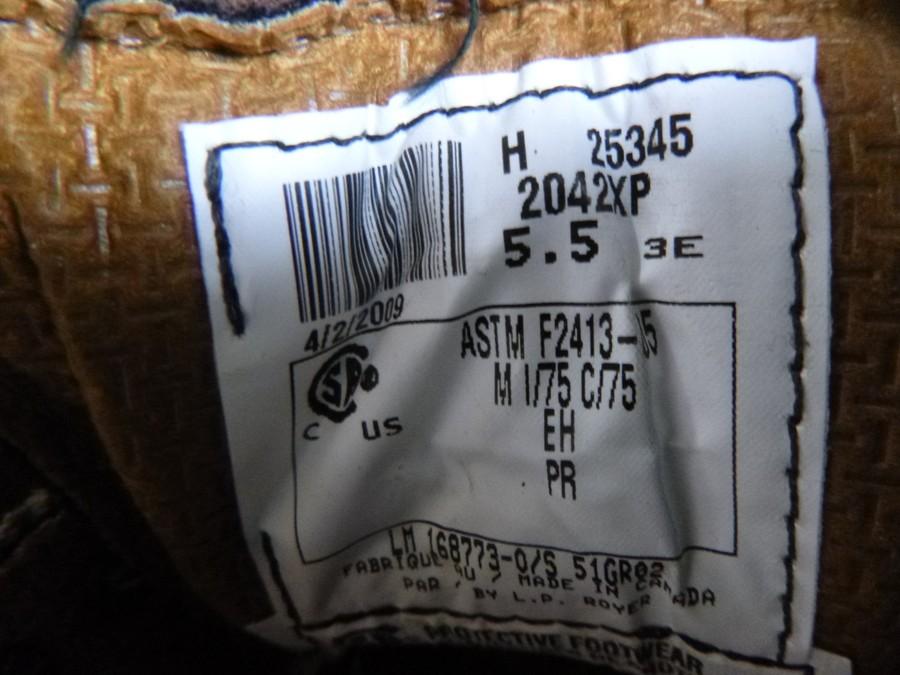 H 25345
2042XP
5.5 3E
4/2/2009
ASTM F2413-05
M I/75 C/75
EH
PR
C US
LM 168773-0/S 51GR02
FABRIQUE AU / MADE IN CANADA
PAR / BY L.P. ROYER
PROTECTIVE FOOTWEAR